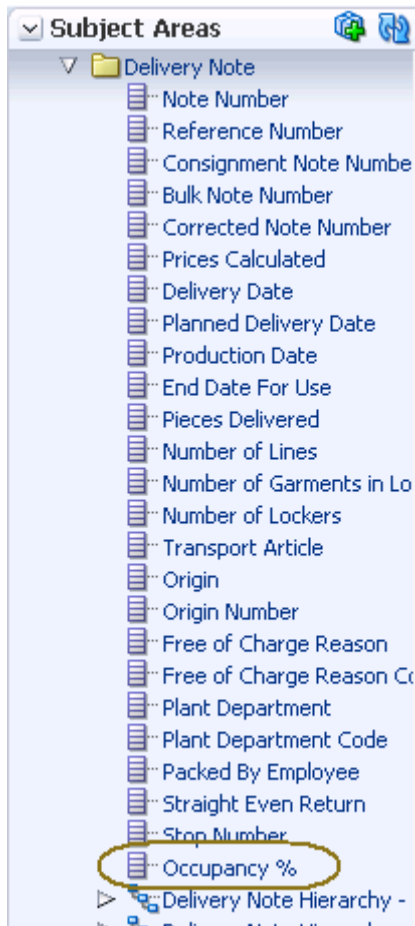 Subject Areas
Delivery Note
Note Number
Reference Number
Consignment Note Numbe
Bulk Note Number
Corrected Note Number
Prices Calculated
Delivery Date
Planned Delivery Date
Production Date
End Date For Use
Pieces Delivered
Number of Lines
Number of Garments in Lo
Number of Lockers
Transport Article
Origin
Origin Number
Free of Charge Reason
Free of Charge Reason Co
Plant Department
Plant Department Code
Packed By Employee
Straight Even Return
Stop Number
Occupancy %
Delivery Note Hierarchy -